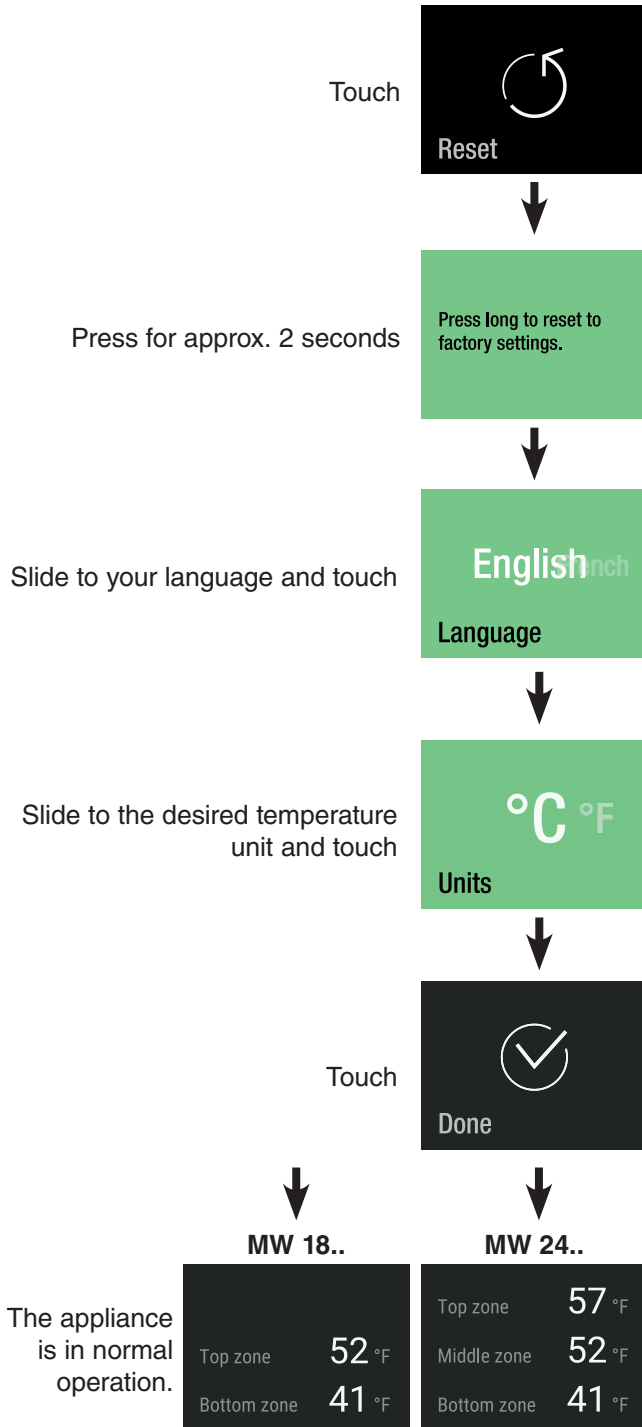 Touch
Reset
Press for approx. 2 seconds
Press long to reset to
factory settings.
Slide to your language and touch
English French
Language
Slide to the desired temperature
unit and touch
°C °F
Units
Touch
Done
MW 18..
MW 24..
The appliance
is in normal
operation.
Top zone 52 °F
Bottom zone 41 °F
Top zone 57 °F
Middle zone 52 °F
Bottom zone 41 °F